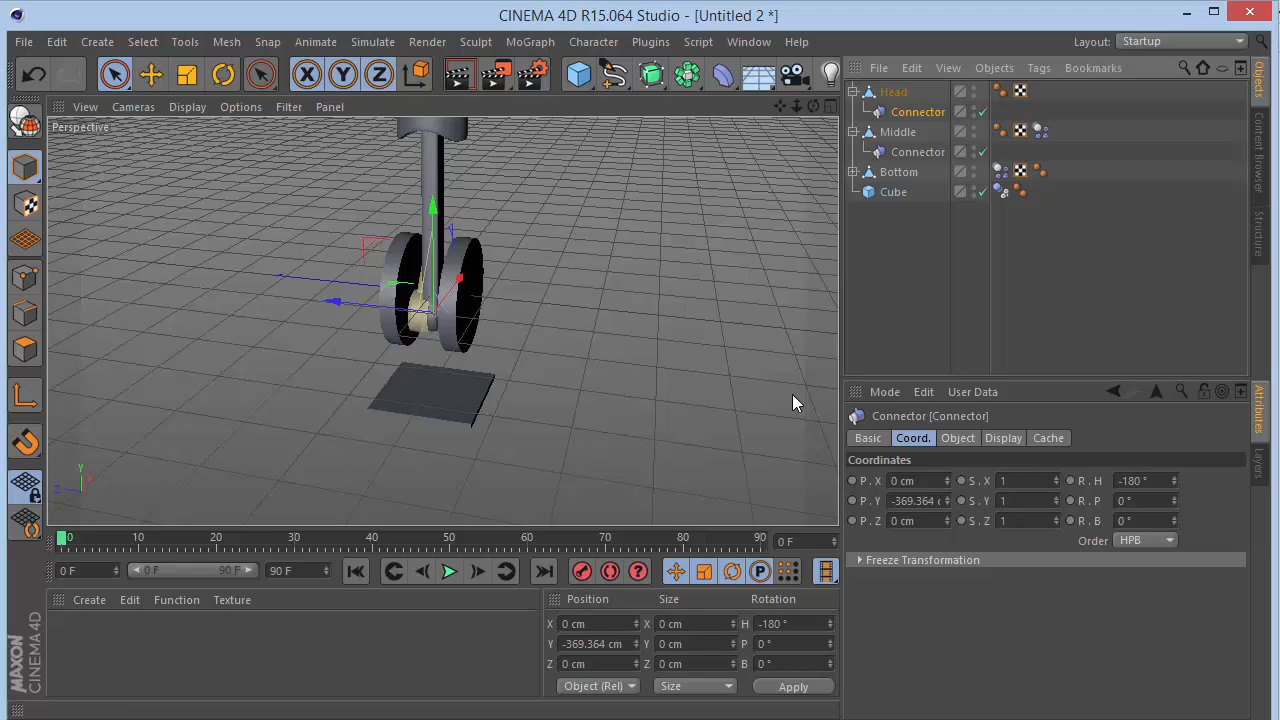 CINEMA 4D R15.064 Studio - [Untitled 2 *]
File Edit Create Select Tools Mesh Snap Animate Simulate Render Sculpt MoGraph Character Plugins Script Window Help Layout: Startup
X Y Z
File Edit View Objects Tags Bookmarks
View Cameras Display Options Filter Panel
Perspective
Head
Connector
Middle
Connector
Bottom
Cube
Objects
Content Browser
Structure
Mode Edit User Data
Connector [Connector]
Basic Coord. Object Display Cache
Coordinates
P . X 0 cm S . X 1 R . H -180 °
P . Y -369.364 c S . Y 1 R . P 0 °
P . Z 0 cm S . Z 1 R . B 0 °
Order HPB
Freeze Transformation
Attributes
Layers
Y
Z X
0 10 20 30 40 50 60 70 80 90 0 F
0 F 0 F 90 F 90 F
P
Create Edit Function Texture
Position Size Rotation
X 0 cm X 0 cm H -180 °
Y -369.364 cm Y 0 cm P 0 °
Z 0 cm Z 0 cm B 0 °
Object (Rel) Size Apply
MAXON
CINEMA 4D